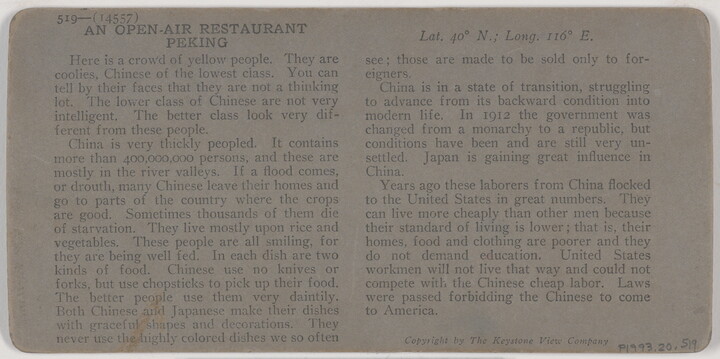 519—(14557)
AN OPEN-AIR RESTAURANT
PEKING
Here is a crowd of yellow people. They are
coolies, Chinese of the lowest class. You can
tell by their faces that they are not a thinking
lot. The lower class of Chinese are not very
intelligent. The better class look very dif-
ferent from these people.
China is very thickly peopled. It contains
more than 400,000,000 persons, and these are
mostly in the river valleys. If a flood comes,
or drouth, many Chinese leave their homes and
go to parts of the country where the crops
are good. Sometimes thousands of them die
of starvation. They live mostly upon rice and
vegetables. These people are all smiling, for
they are being well fed. In each dish are two
kinds of food. Chinese use no knives or
forks, but use chopsticks to pick up their food.
The better people use them very daintily.
Both Chinese and Japanese make their dishes
with graceful shapes and decorations. They
never use the highly colored dishes we so often
Lat. 40° N.; Long. 116° E.
see; those are made to be sold only to for-
eigners.
China is in a state of transition, struggling
to advance from its backward condition into
modern life. In 1912 the government was
changed from a monarchy to a republic, but
conditions have been and are still very un-
settled. Japan is gaining great influence in
China.
Years ago these laborers from China flocked
to the United States in great numbers. They
can live more cheaply than other men because
their standard of living is lower; that is, their
homes, food and clothing are poorer and they
do not demand education. United States
workmen will not live that way and could not
compete with the Chinese cheap labor. Laws
were passed forbidding the Chinese to come
to America.
Copyright by The Keystone View Company
P1993.20.519